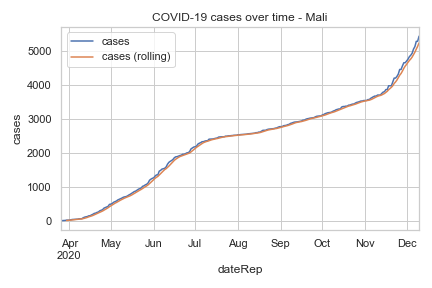 COVID-19 cases over time - Mali
cases
cases (rolling)
5000
4000
3000
2000
1000
0
cases
Apr
2020
May
Jun
Jul
Aug
Sep
Oct
Nov
Dec
dateRep